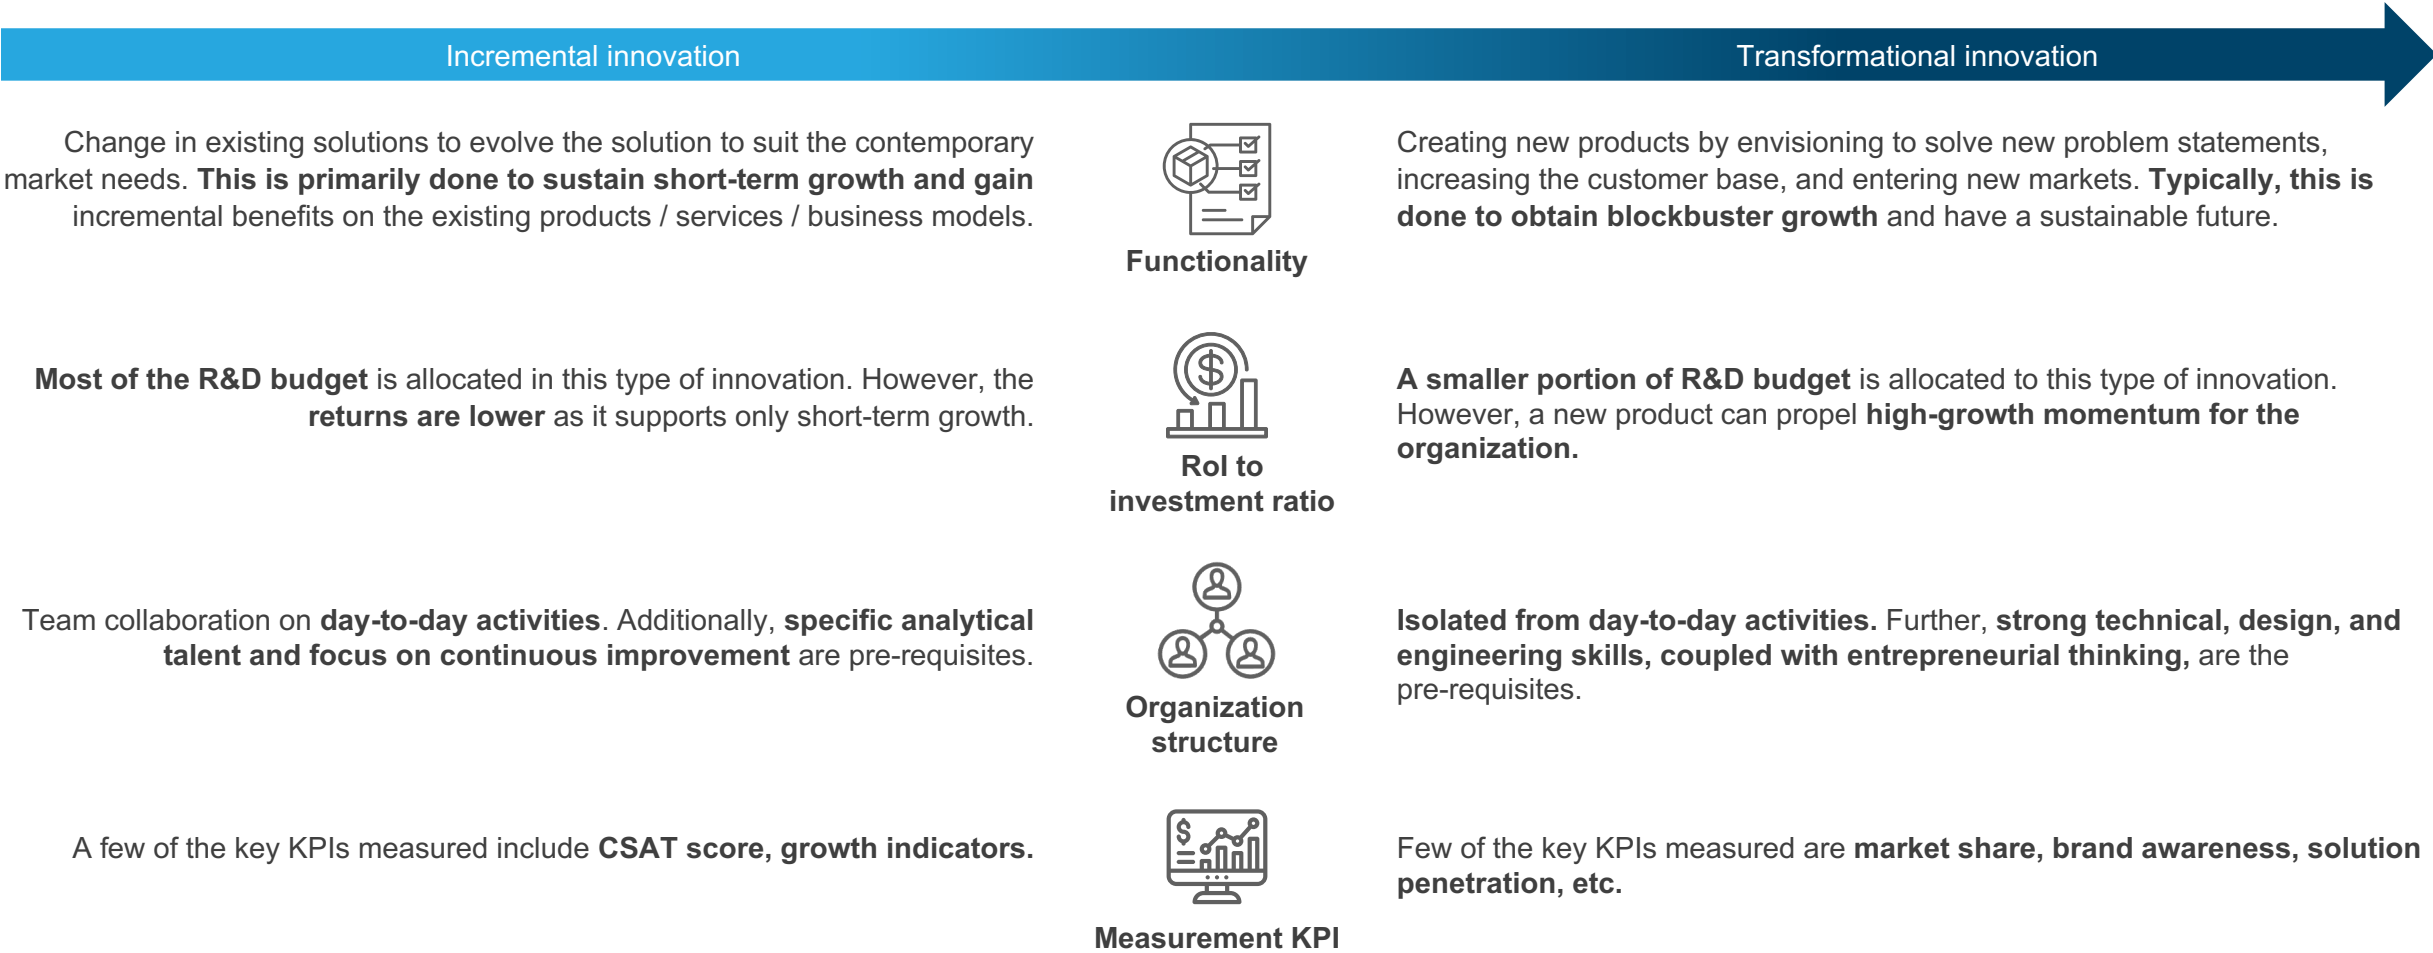 Incremental innovation
Transformational innovation
Change in existing solutions to evolve the solution to suit the contemporary
market needs. This is primarily done to sustain short-term growth and gain
incremental benefits on the existing products / services / business models.
Functionality
Creating new products by envisioning to solve new problem statements,
increasing the customer base, and entering new markets. Typically, this is
done to obtain blockbuster growth and have a sustainable future.
Most of the R&D budget is allocated in this type of innovation. However, the
returns are lower as it supports only short-term growth.
$
RoI to
investment ratio
A smaller portion of R&D budget is allocated to this type of innovation.
However, a new product can propel high-growth momentum for the
organization.
Team collaboration on day-to-day activities. Additionally, specific analytical
talent and focus on continuous improvement are pre-requisites.
Organization
structure
Isolated from day-to-day activities. Further, strong technical, design, and
engineering skills, coupled with entrepreneurial thinking, are the
pre-requisites.
A few of the key KPIs measured include CSAT score, growth indicators.
$
Measurement KPI
Few of the key KPIs measured are market share, brand awareness, solution
penetration, etc.